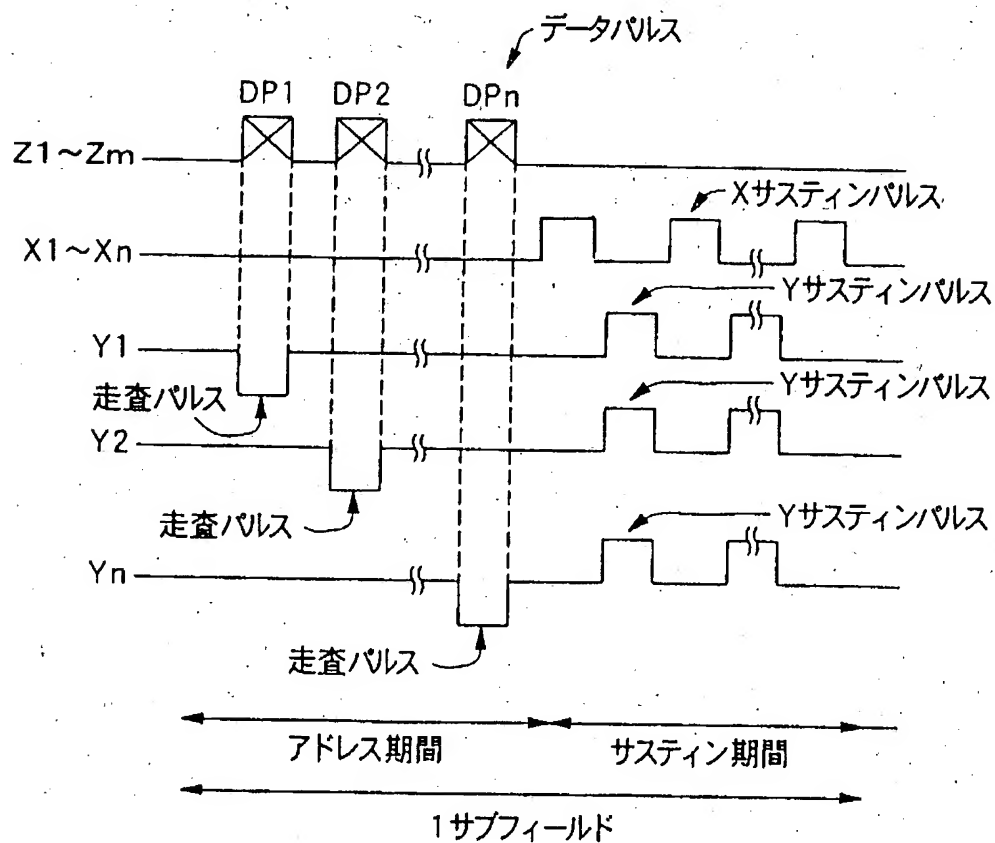 データパルス
DP1 DP2 DPn
Z1~Zm
Xサスティンパルス
X1~Xn
Yサスティンパルス
Y1
Yサスティンパルス
走査パルス
Y2
走査パルス
Yサスティンパルス
Yn
走査パルス
アドレス期間 サスティン期間
1サブフィールド